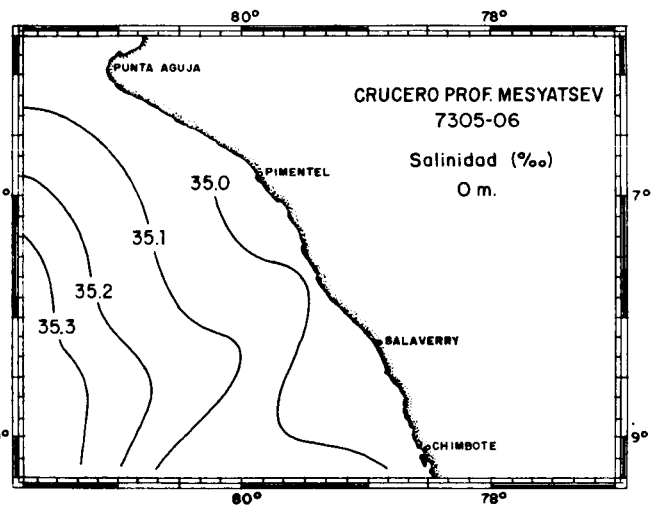 80°
78°
PUNTA AGUJA
CRUCERO PROF. MESYATSEV
7305-06
Salinidad (‰)
0 m.
PIMENTEL
35.0
7°
35.1
35.2
35.3
SALAVERRY
CHIMBOTE
9°
80°
78°